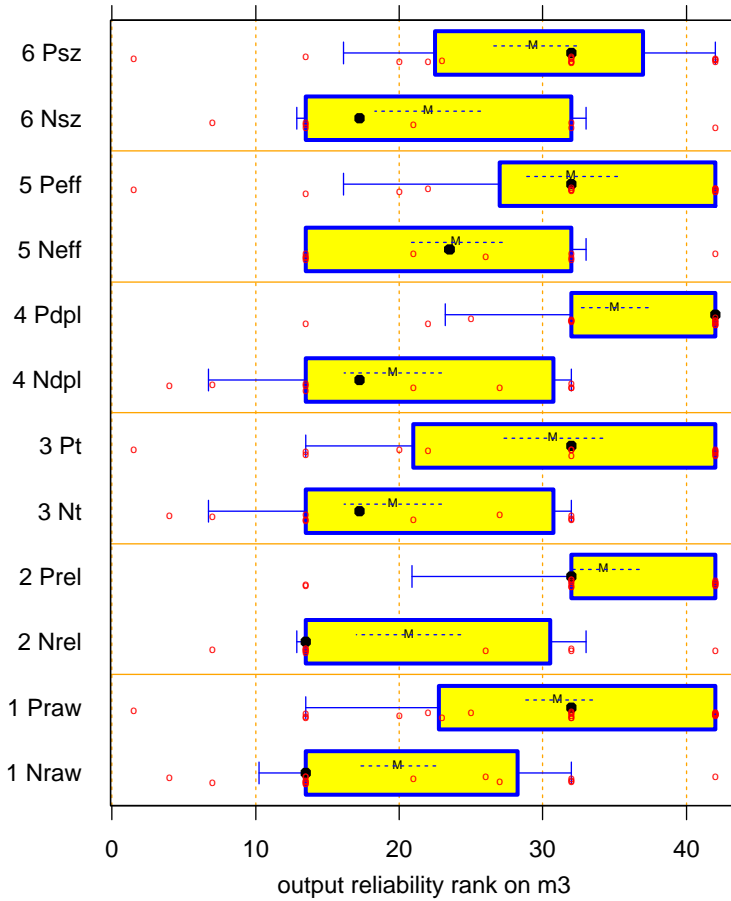 6 Psz
M
6 Nsz
M
5 Peff
M
5 Neff
M
4 Pdpl
M
4 Ndpl
M
3 Pt
M
3 Nt
M
2 Prel
M
2 Nrel
M
1 Praw
M
1 Nraw
M
0 10 20 30 40
output reliability rank on m3